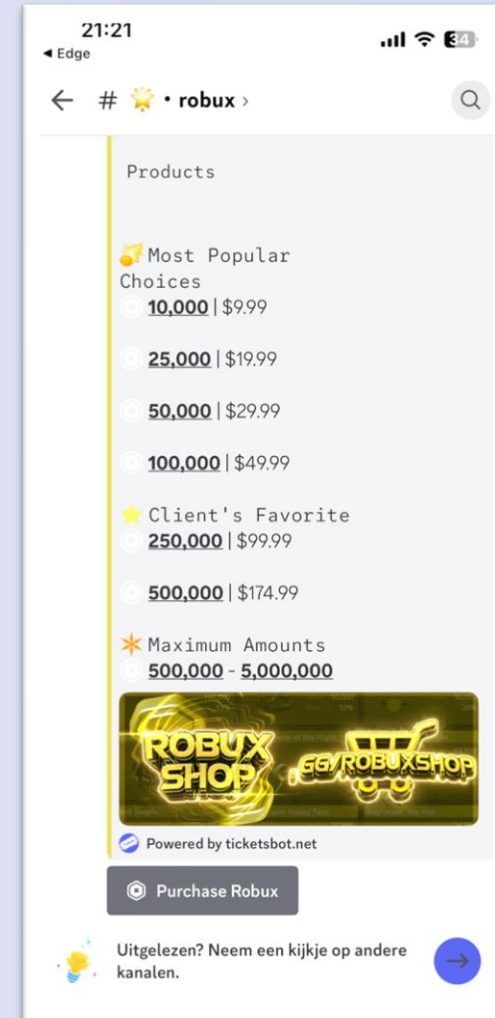 21:21
34
◄ Edge
# 🌟 • robux >
Products
Most Popular
Choices
10,000 | $9.99
25,000 | $19.99
50,000 | $29.99
100,000 | $49.99
Client's Favorite
250,000 | $99.99
500,000 | $174.99
Maximum Amounts
500,000 - 5,000,000
ROBUX
SHOP
.GG/ROBUXSHOP
Powered by ticketsbot.net
Purchase Robux
Uitgelezen? Neem een kijkje op andere
kanalen.